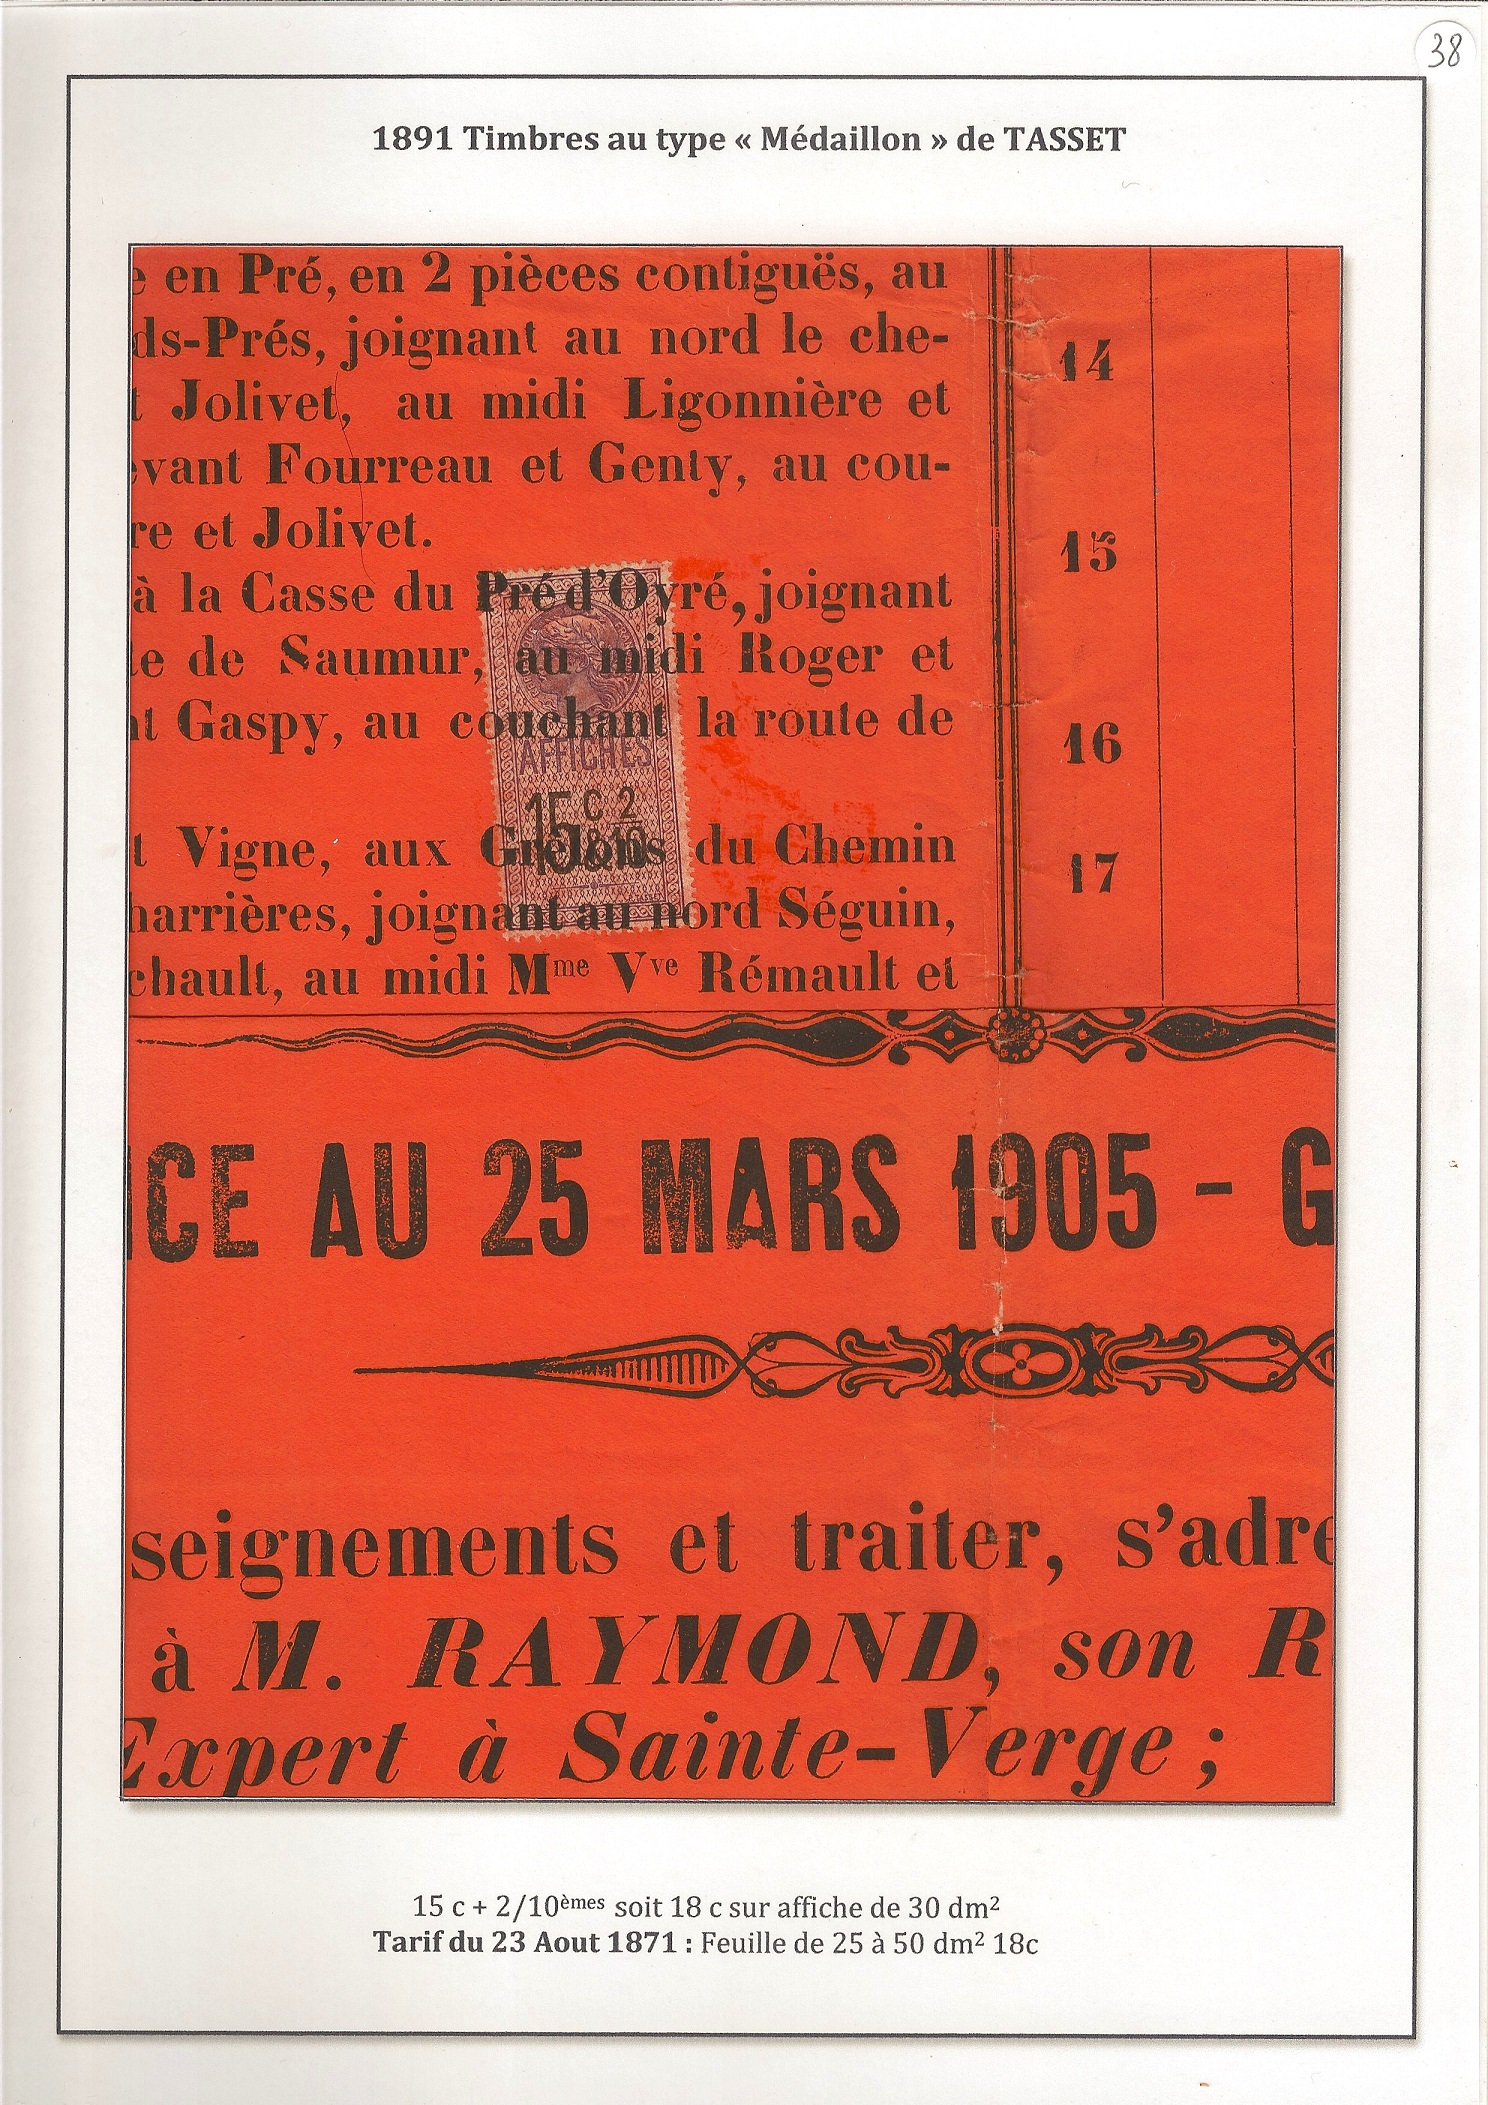 38
1891 Timbres au type « Médaillon » de TASSET
e en Pré, en 2 pièces contiguës, au
ds-Prés, joignant au nord le che-
t Jolivet, au midi Ligonnière et
evant Fourreau et Genty, au cou-
re et Jolivet.
à la Casse du Pré d'Oyré, joignant
te de Saumur, au midi Roger et
nt Gaspy, au couchant la route de
t Vigne, aux Grelons du Chemin
harrières, joignant au nord Séguin,
chault, au midi Mme Vve Rémault et
14
15
16
17
AFFICHES
15 C 2
& 10
NCE AU 25 MARS 1905 - G
seignements et traiter, s'adre
à M. RAYMOND, son R
Expert à Sainte-Verge ;
15 c + 2/10èmes soit 18 c sur affiche de 30 dm²
Tarif du 23 Aout 1871 : Feuille de 25 à 50 dm² 18c